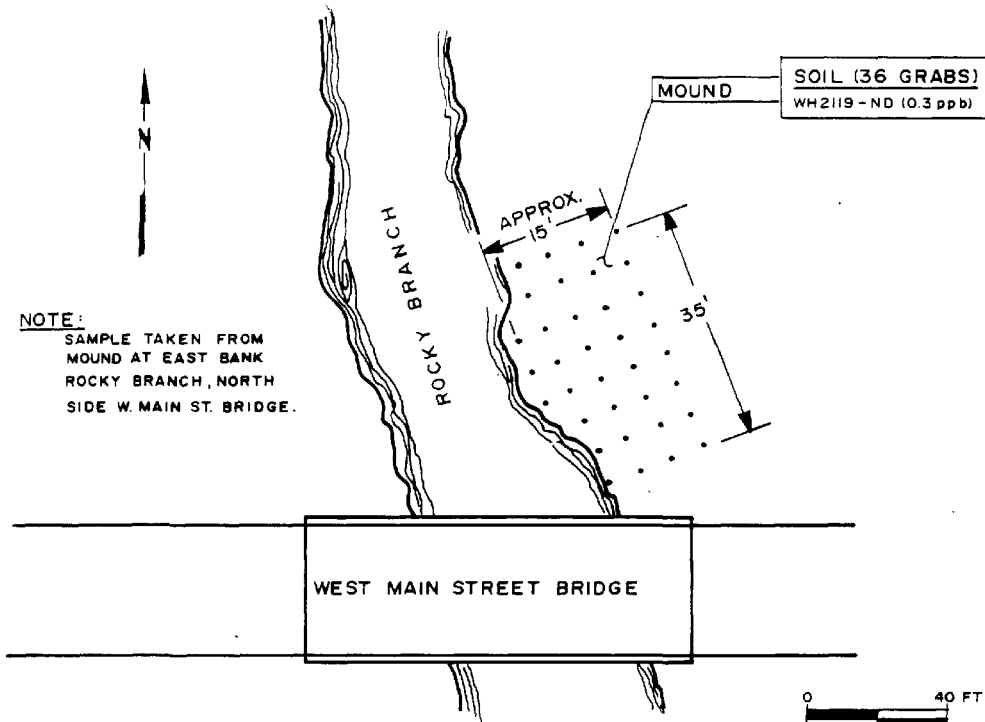 MOUND
SOIL (36 GRABS)
WH2119-ND (0.3 ppb)
N
APPROX.
15'
35'
ROCKY BRANCH
NOTE:
SAMPLE TAKEN FROM
MOUND AT EAST BANK
ROCKY BRANCH, NORTH
SIDE W. MAIN ST. BRIDGE.
WEST MAIN STREET BRIDGE
0 40 FT